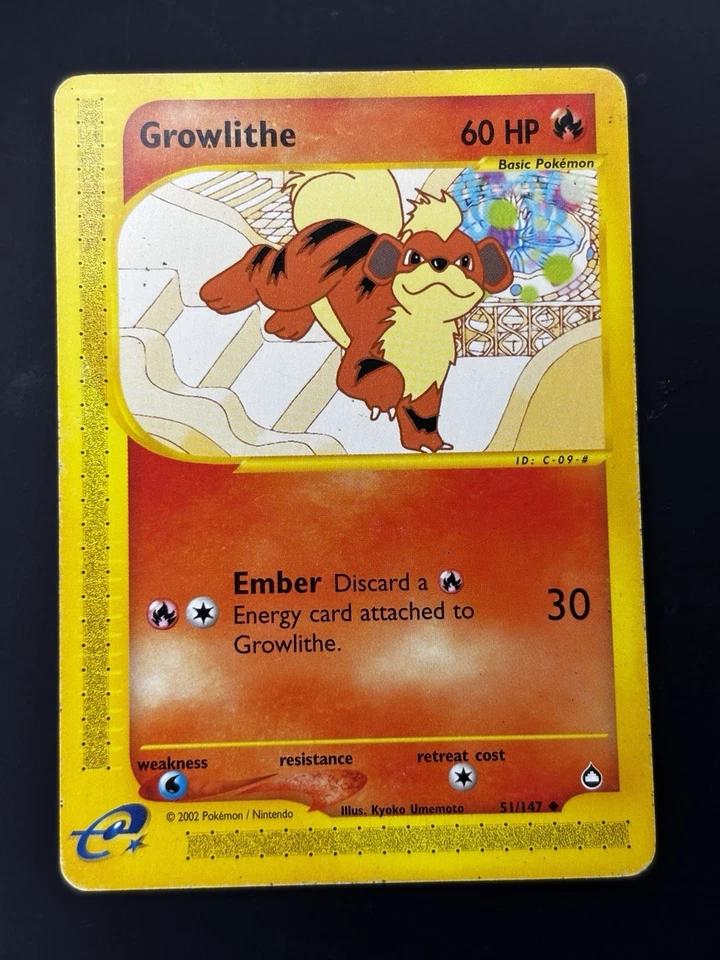 Growlithe 60 HP
Basic Pokémon
ID: C-09-#
Ember Discard a
Energy card attached to
Growlithe.
30
weakness resistance retreat cost
© 2002 Pokémon / Nintendo Illus. Kyoko Umemoto 51/147
e